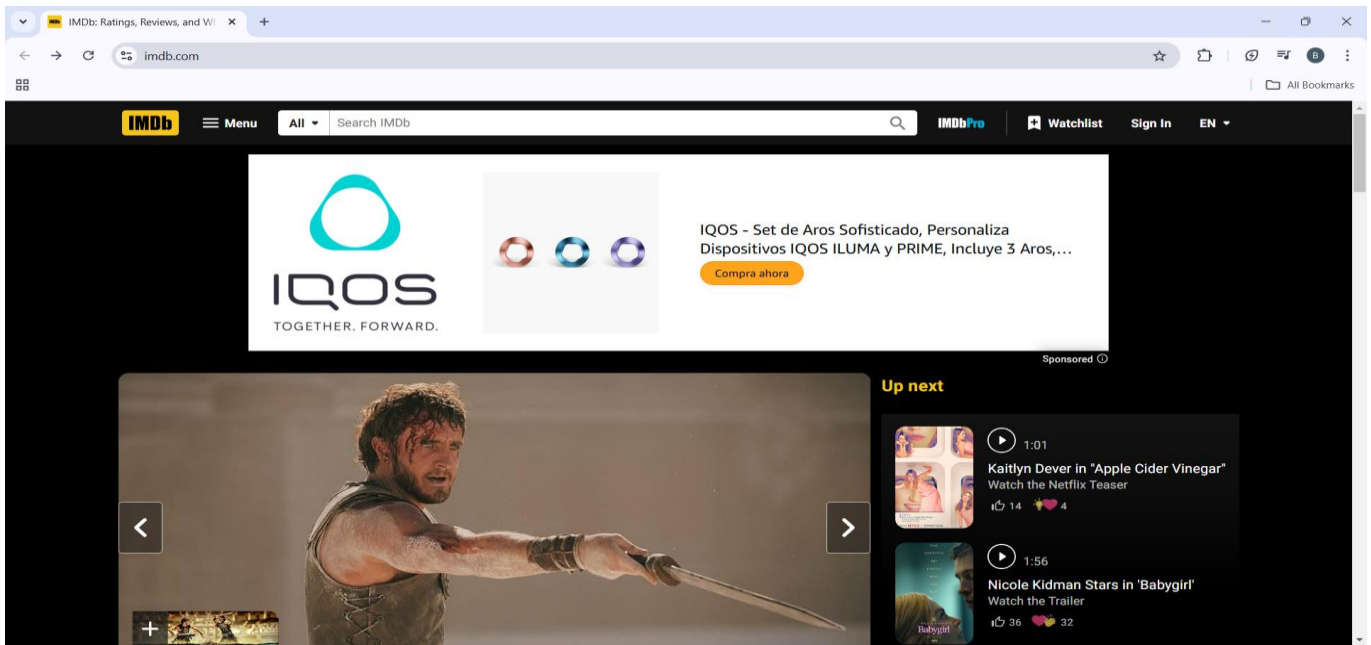 IMDb: Ratings, Reviews, and Wh
imdb.com
All Bookmarks
IMDb Menu All Search IMDb IMDbPro Watchlist Sign In EN
IQOS
TOGETHER. FORWARD.
IQOS - Set de Aros Sofisticado, Personaliza
Dispositivos IQOS ILUMA y PRIME, Incluye 3 Aros,...
Compra ahora
Sponsored
Up next
1:01
Kaitlyn Dever in "Apple Cider Vinegar"
Watch the Netflix Teaser
14 4
1:56
Nicole Kidman Stars in 'Babygirl'
Watch the Trailer
36 32
Babygirl
B